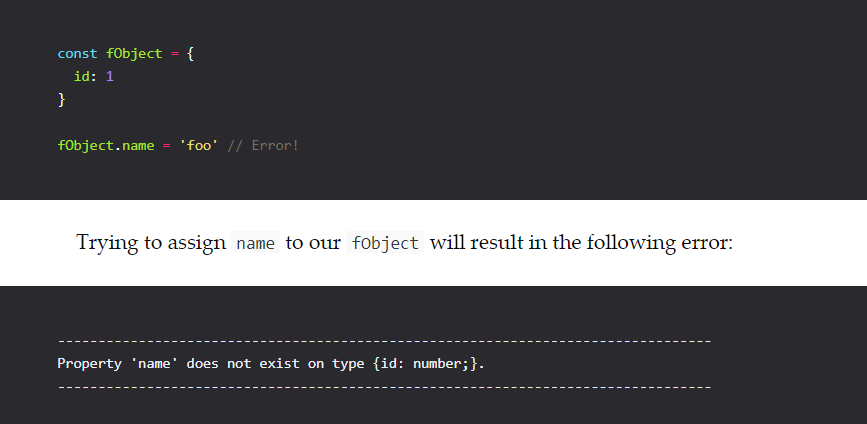 const fObject = {
  id: 1
}
fObject.name = 'foo' // Error!
Trying to assign name to our fObject will result in the following error:
---------------------------------------------------------------------------------
Property 'name' does not exist on type {id: number;}.
---------------------------------------------------------------------------------